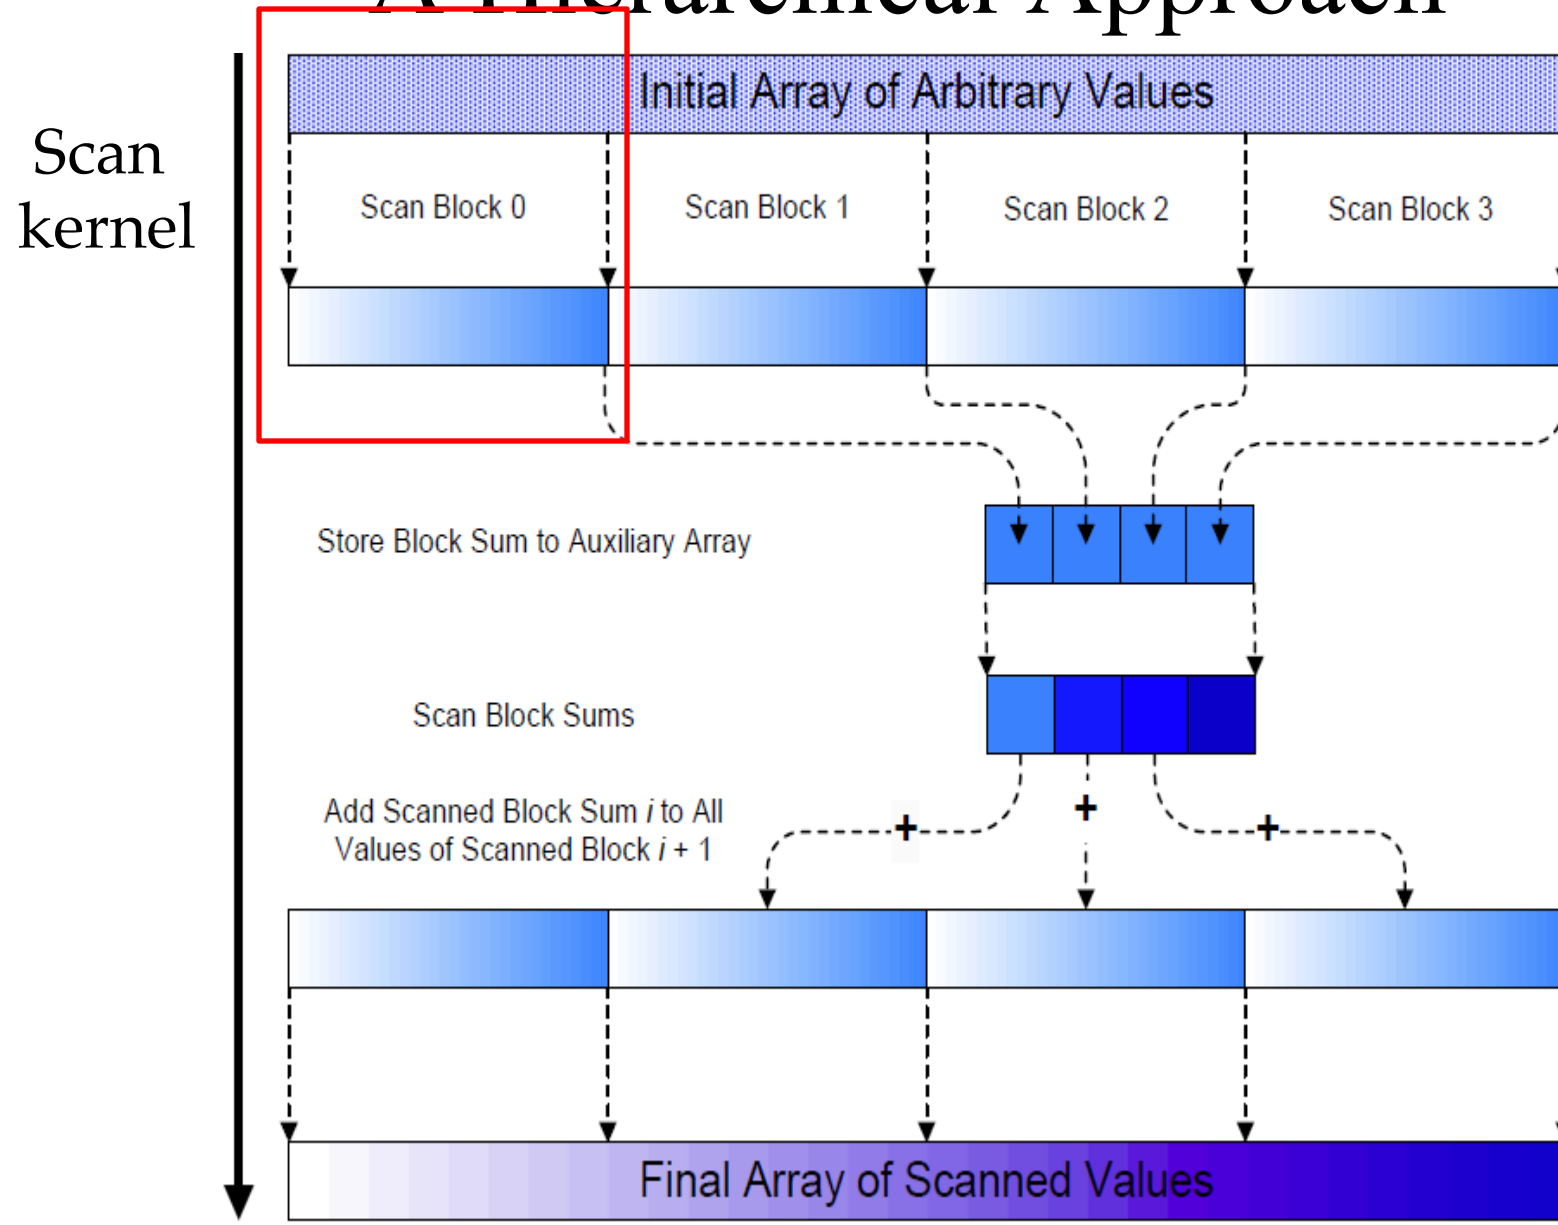 A Hierarchical Approach
Initial Array of Arbitrary Values
Scan
kernel
Scan Block 0
Scan Block 1
Scan Block 2
Scan Block 3
Store Block Sum to Auxiliary Array
Scan Block Sums
Add Scanned Block Sum i to All
Values of Scanned Block i + 1
+
+
+
Final Array of Scanned Values